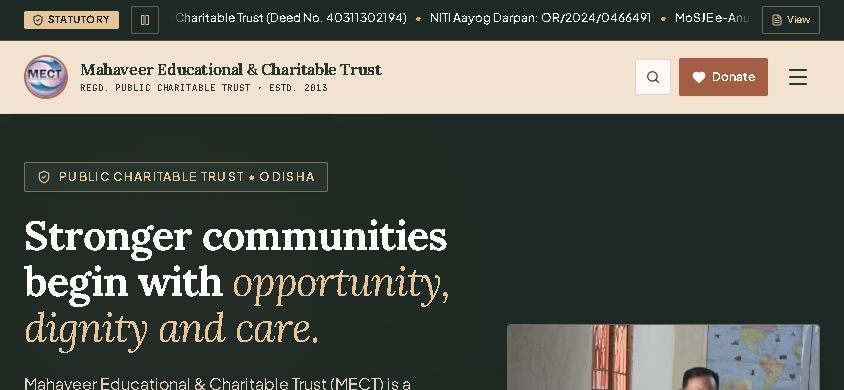 STATUTORY
Charitable Trust (Deed No. 40311302194) • NITI Aayog Darpan: OR/2024/0466491 • MoSJE e-Anu
View
MECT
Mahaveer Educational & Charitable Trust
REGD. PUBLIC CHARITABLE TRUST • ESTD. 2013
Donate
PUBLIC CHARITABLE TRUST • ODISHA
Stronger communities
begin with opportunity,
dignity and care.
Mahaveer Educational & Charitable Trust (MECT) is a